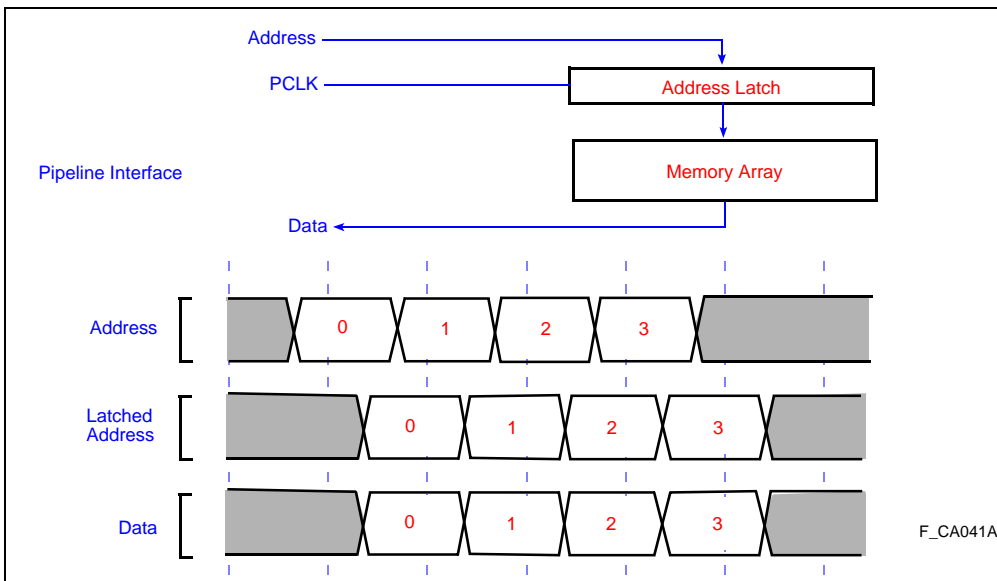 Address
PCLK
Address Latch
Pipeline Interface
Memory Array
Data
Address
0 1 2 3
Latched
Address
0 1 2 3
Data
0 1 2 3
F_CA041A